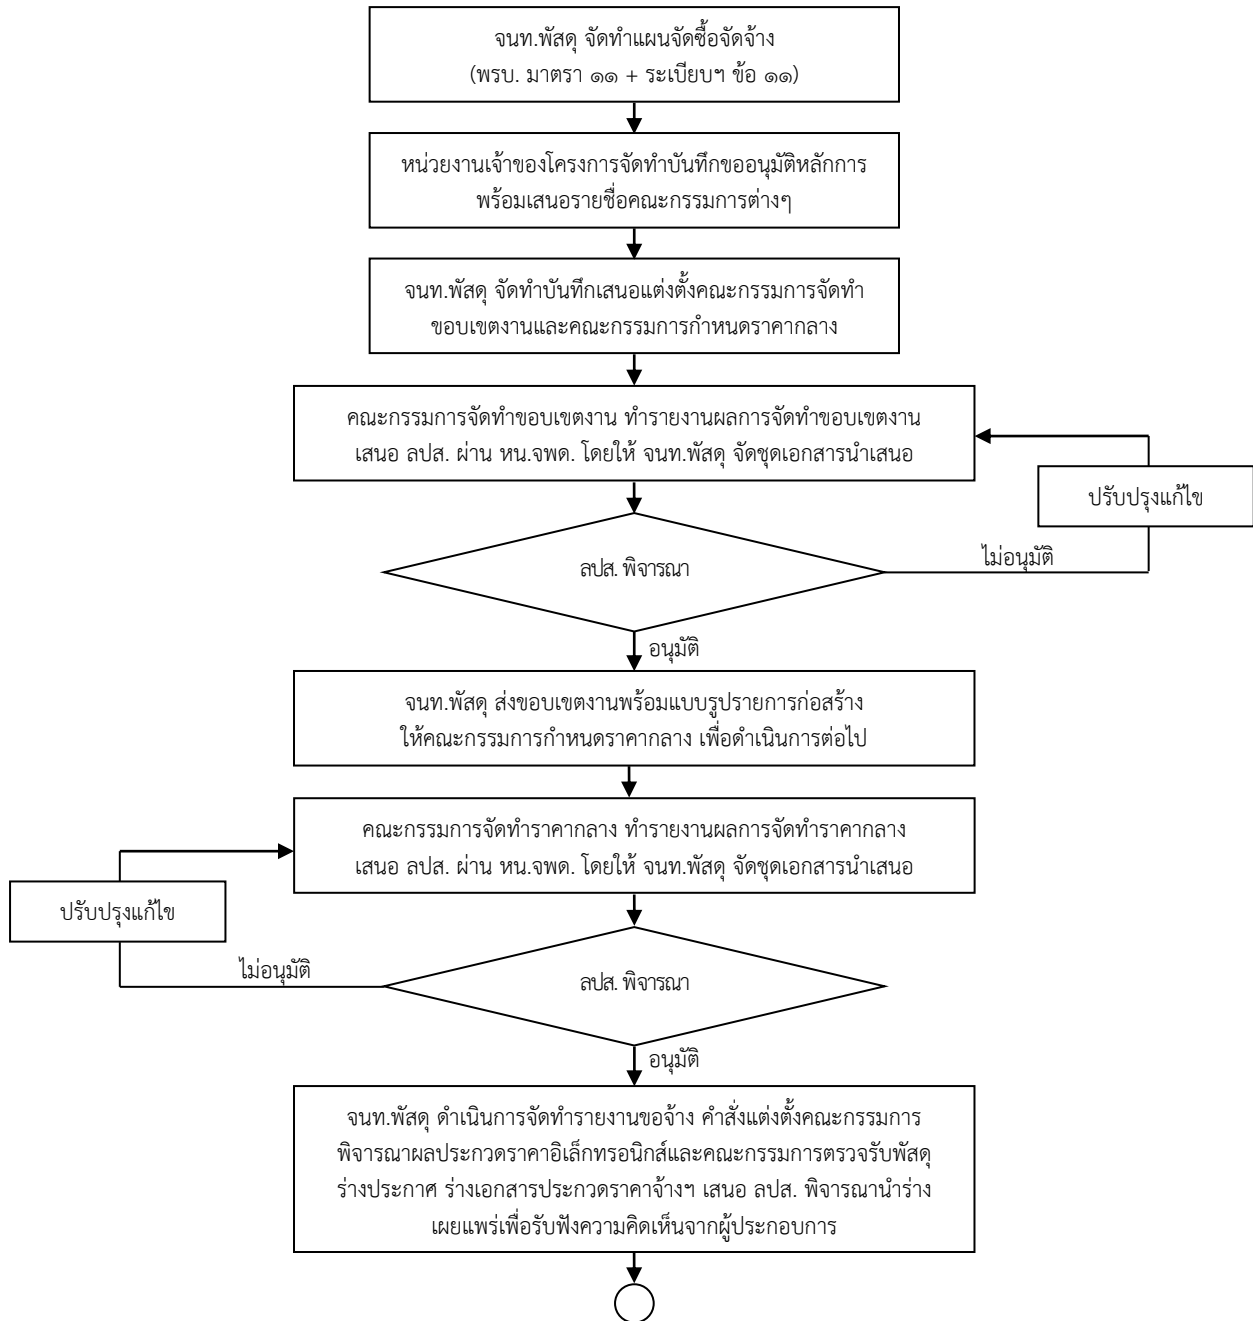 จนท.พัสดุ จัดทำแผนจัดซื้อจัดจ้าง
(พรบ. มาตรา ๑๑ + ระเบียบฯ ข้อ ๑๑)
หน่วยงานเจ้าของโครงการจัดทำบันทึกขออนุมัติหลักการ
พร้อมเสนอรายชื่อคณะกรรมการต่างๆ
จนท.พัสดุ จัดทำบันทึกเสนอแต่งตั้งคณะกรรมการจัดทำ
ขอบเขตงานและคณะกรรมการกำหนดราคากลาง
คณะกรรมการจัดทำขอบเขตงาน ทำรายงานผลการจัดทำขอบเขตงาน
เสนอ ลปส. ผ่าน หน.จพด. โดยให้ จนท.พัสดุ จัดชุดเอกสารนำเสนอ
ปรับปรุงแก้ไข
ลปส. พิจารณา
ไม่อนุมัติ
อนุมัติ
จนท.พัสดุ ส่งขอบเขตงานพร้อมแบบรูปรายการก่อสร้าง
ให้คณะกรรมการกำหนดราคากลาง เพื่อดำเนินการต่อไป
คณะกรรมการจัดทำราคากลาง ทำรายงานผลการจัดทำราคากลาง
เสนอ ลปส. ผ่าน หน.จพด. โดยให้ จนท.พัสดุ จัดชุดเอกสารนำเสนอ
ปรับปรุงแก้ไข
ไม่อนุมัติ
ลปส. พิจารณา
อนุมัติ
จนท.พัสดุ ดำเนินการจัดทำรายงานขอจ้าง คำสั่งแต่งตั้งคณะกรรมการ
พิจารณาผลประกวดราคาอิเล็กทรอนิกส์และคณะกรรมการตรวจรับพัสดุ
ร่างประกาศ ร่างเอกสารประกวดราคาจ้างฯ เสนอ ลปส. พิจารณานำร่าง
เผยแพร่เพื่อรับฟังความคิดเห็นจากผู้ประกอบการ